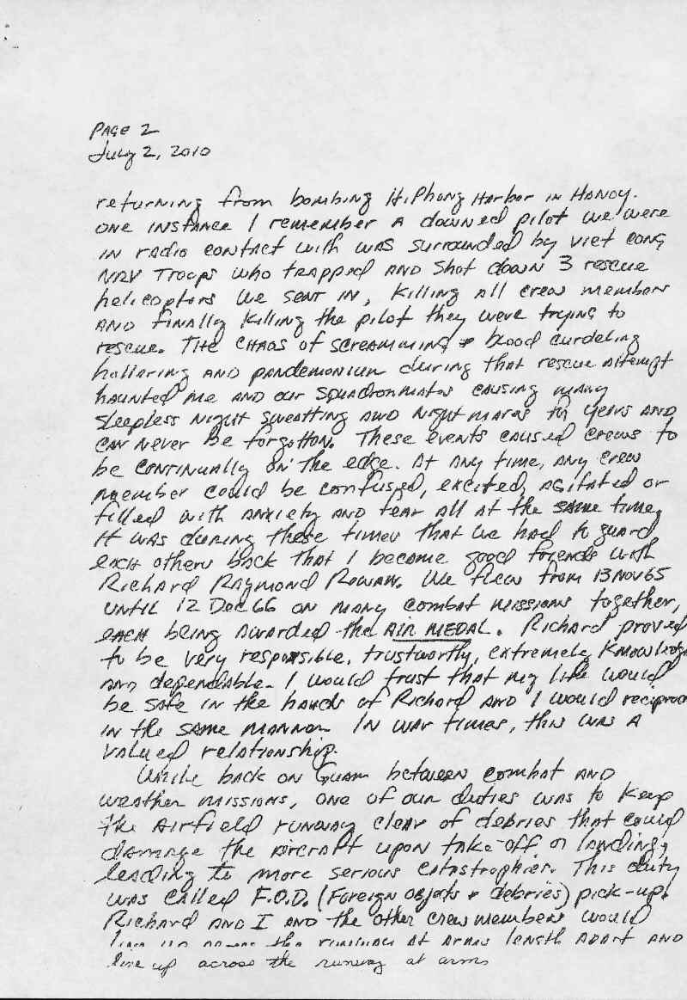 PAGE 2
July 2, 2010
returning from bombing HiPhong Harbor in HANOY.
ONE INSTANCE I remember A downed pilot we were
IN radio contact with was surrounded by Viet Cong
NRV Troops who trapped AND shot down 3 rescue
helicopters We sent in, Killing all crew members
AND finally Killing the pilot they were trying to
rescue. THE CHAOS of SCREAMMING & blood curdeling
hollering AND pandemonium during that rescue attempt
haunted me AND our squadronmates causing many
sleepless night sweatting AND Nightmares for years AND
CAN Never be forgotton. These events caused crews to
be continually on the edge. At any time, any crew
member could be confused, excited, agitated or
filled with anxiety AND fear all at the same time.
It was during these times that we had to guard
each others back that I became good friends with
Richard Raymond Rowan. We flew from 13 Nov 65
UNTIL 12 Dec 66 on many combat missions together,
each being awarded the AIR MEDAL. Richard proved
to be very responsible, trustworthy, extremely Knowledge
AND dependable. I would trust that my life would
be safe in the hands of Richard AND I would reciproc
in the same mannor. In war times, this was a
valued relationship.
While back on Guam between combat AND
weather missions, one of our duties was to Keep
the airfield runway clear of debries that could
damage the aircraft upon take-off or landing,
leading to more serious catastrophies. This duty
was called F.O.D. (Foreign objects & debries) pick-up.
Richard AND I AND the other crewmembers would
line up across the runway at arms length apart AND
line up across the runway at arms